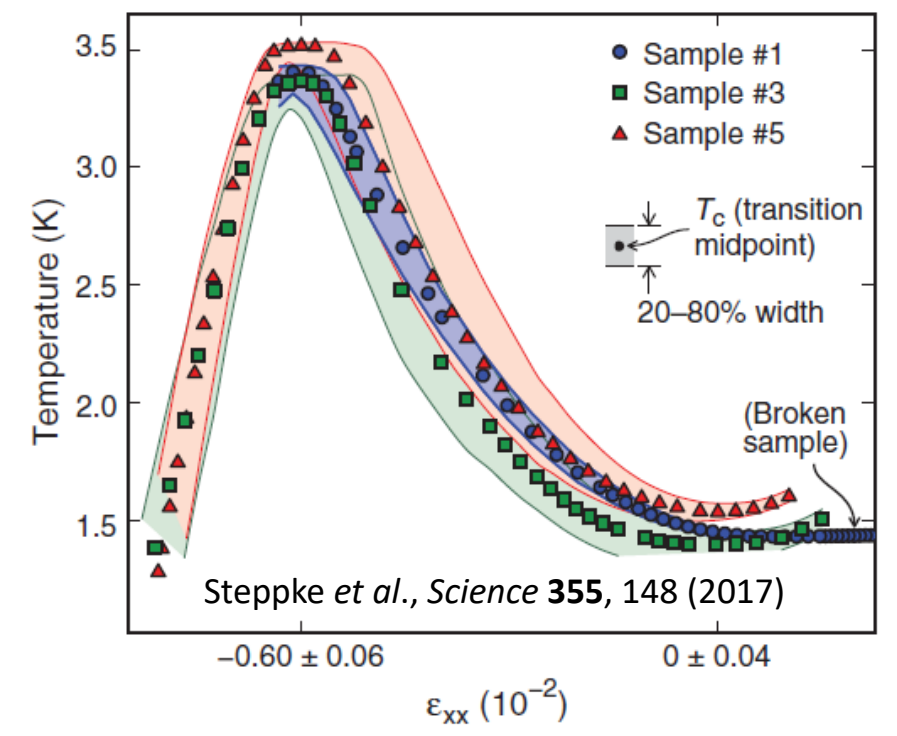 3.5
3.0
2.5
2.0
1.5
Temperature (K)
Sample #1
Sample #3
Sample #5
Tc (transition
midpoint)
20–80% width
(Broken
sample)
Steppke et al., Science 355, 148 (2017)
−0.60 ± 0.06
0 ± 0.04
εxx (10⁻²)